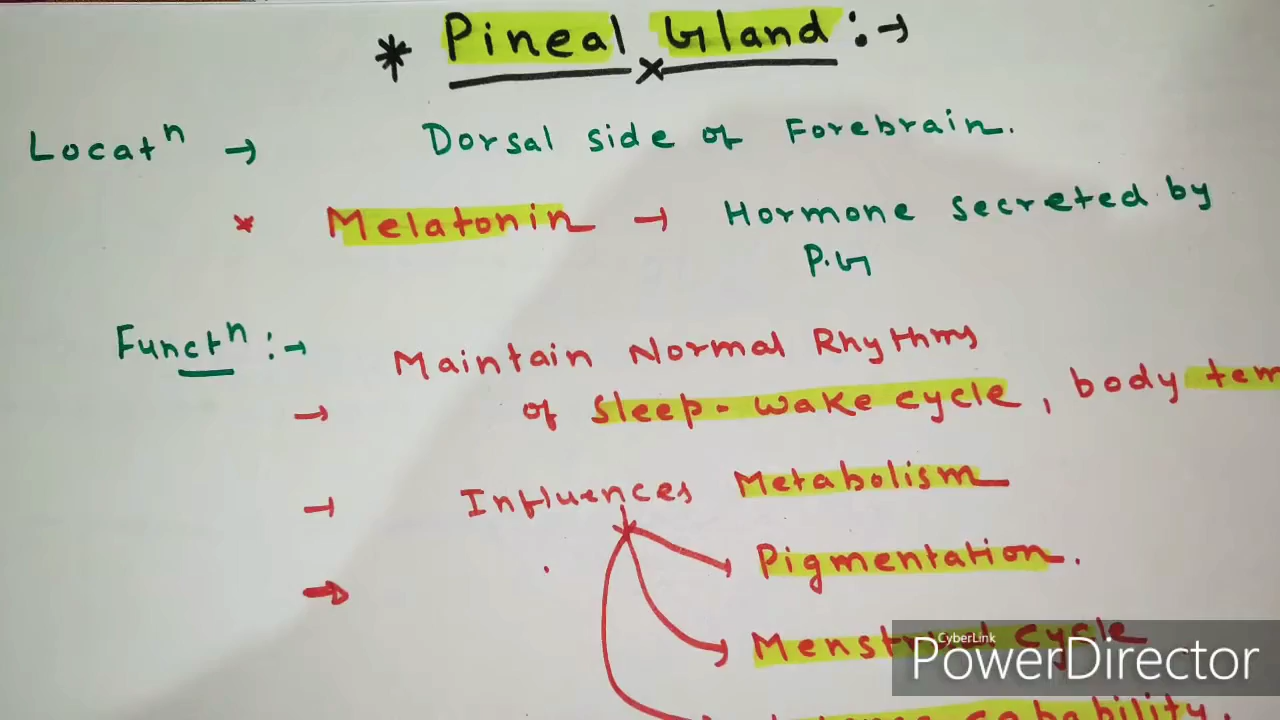 * Pineal Gland :→
Locatⁿ → Dorsal side of Forebrain.
* Melatonin → Hormone secreted by
P.G
Functⁿ :→ Maintain Normal Rhythms
→ of sleep-wake cycle, body tem
→ Influences Metabolism
→ Pigmentation.
Menstrual cycle
capability.
CyberLink
PowerDirector